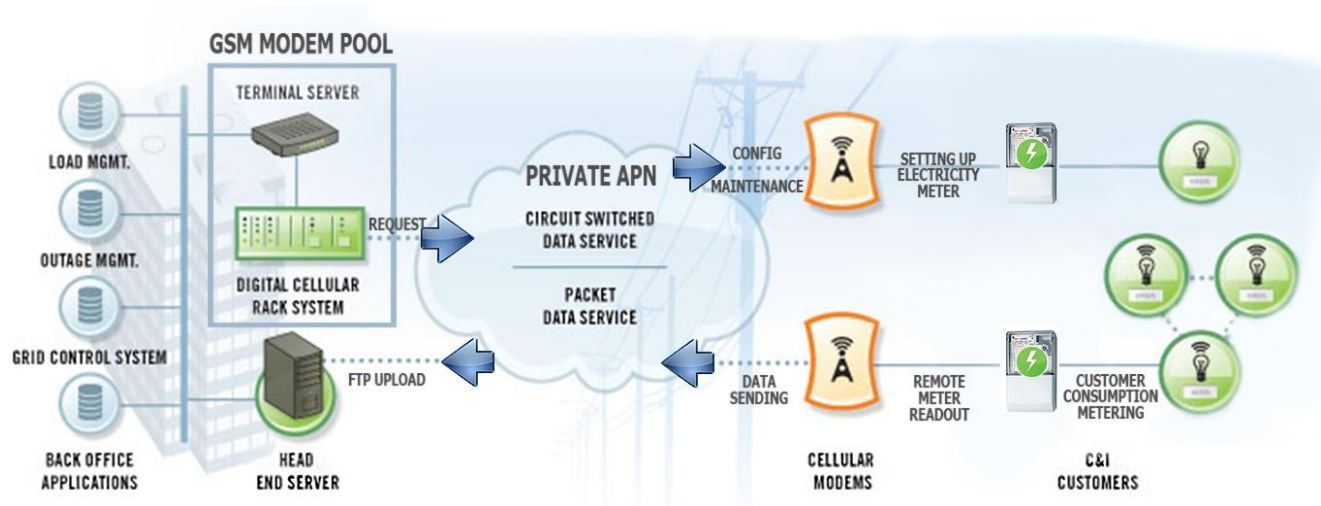 GSM MODEM POOL
TERMINAL SERVER
LOAD MGMT.
OUTAGE MGMT.
DIGITAL CELLULAR
RACK SYSTEM
REQUEST
GRID CONTROL SYSTEM
FTP UPLOAD
BACK OFFICE
APPLICATIONS
HEAD
END SERVER
PRIVATE APN
CIRCUIT SWITCHED
DATA SERVICE
PACKET
DATA SERVICE
CONFIG
MAINTENANCE
SETTING UP
ELECTRICITY
METER
DATA
SENDING
REMOTE
METER
READOUT
CUSTOMER
CONSUMPTION
METERING
CELLULAR
MODEMS
C&I
CUSTOMERS